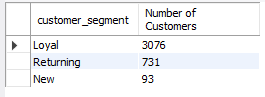 customer_segment Number of
Customers
Loyal 3076
Returning 731
New 93